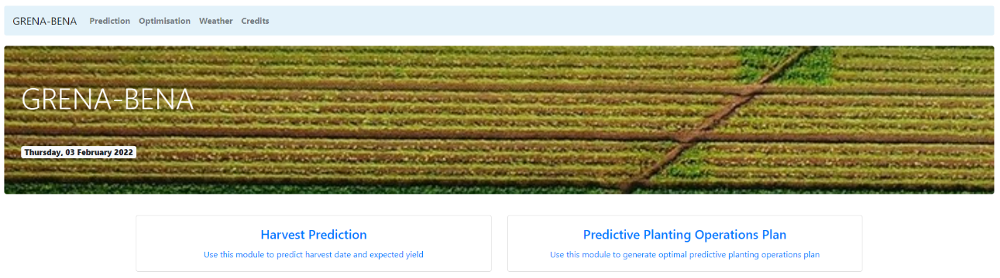 GRENA-BENA Prediction Optimisation Weather Credits
GRENA-BENA
Thursday, 03 February 2022
Harvest Prediction
Use this module to predict harvest date and expected yield
Predictive Planting Operations Plan
Use this module to generate optimal predictive planting operations plan